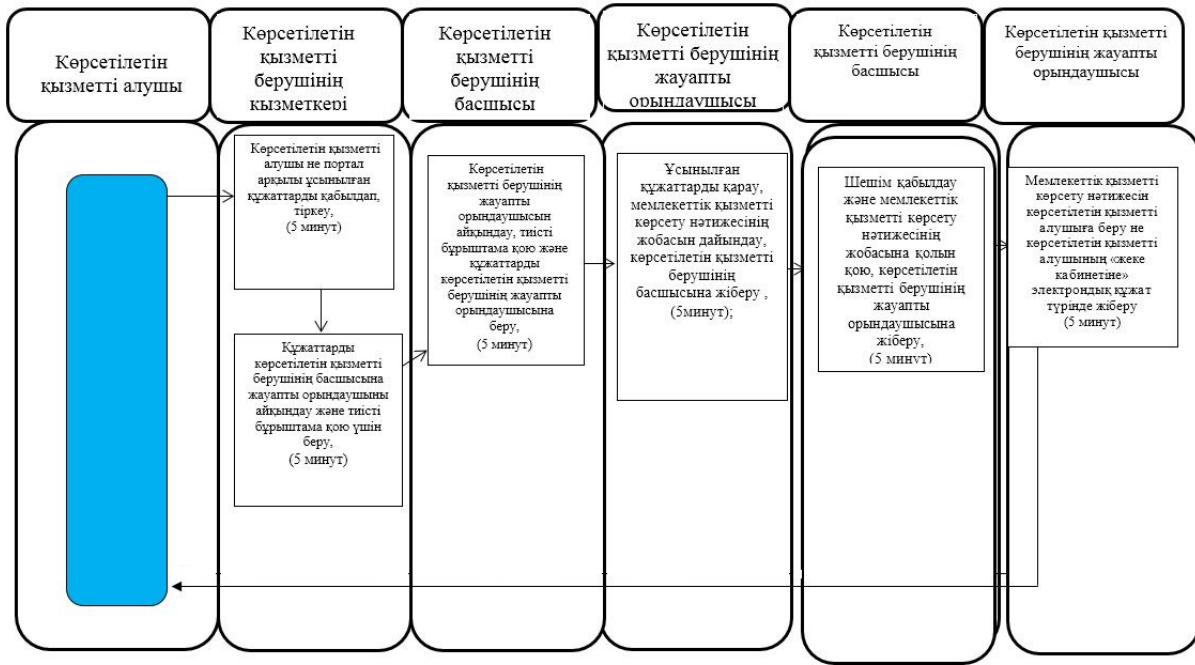 Көрсетілетін
қызметті алушы
Көрсетілетін
қызметті
берушінің
қызметкері
Көрсетілетін
қызметті
берушінің
басшысы
Көрсетілетін
қызметті берушінің
жауапты
орындаушысы
Көрсетілетін
қызметті берушінің
басшысы
Көрсетілетін қызметті
берушінің жауапты
орындаушысы
Көрсетілетін қызметті
алушы не портал
арқылы ұсынылған
құжаттарды қабылдап,
тіркеу,
(5 минут)
Құжаттарды
көрсетілетін қызметті
берушінің басшысына
жауапты орындаушыны
айқындау және тиісті
бұрыштама қою үшін
беру,
(5 минут)
Көрсетілетін
қызметті берушінің
жауапты
орындаушысын
айқындау, тиісті
бұрыштама қою және
құжаттарды
көрсетілетін қызметті
берушінің жауапты
орындаушысына
беру,
(5 минут)
Ұсынылған
құжаттарды қарау,
мемлекеттік қызметті
көрсету нәтижесінің
жобасын дайындау,
көрсетілетін қызметті
берушінің
басшысына жіберу ,
(5минут);
Шешім қабылдау
және мемлекеттік
қызметті көрсету
нәтижесінің
жобасына қолын
қою, көрсетілетін
қызметті берушінің
жауапты
орындаушысына
жіберу,
(5 минут)
Мемлекеттік қызметті
көрсету нәтижесін
көрсетілетін қызметті
алушыға беру не
көрсетілетін қызметті
алушының «жеке
кабинетіне»
электрондық құжат
түрінде жіберу
(5 минут)